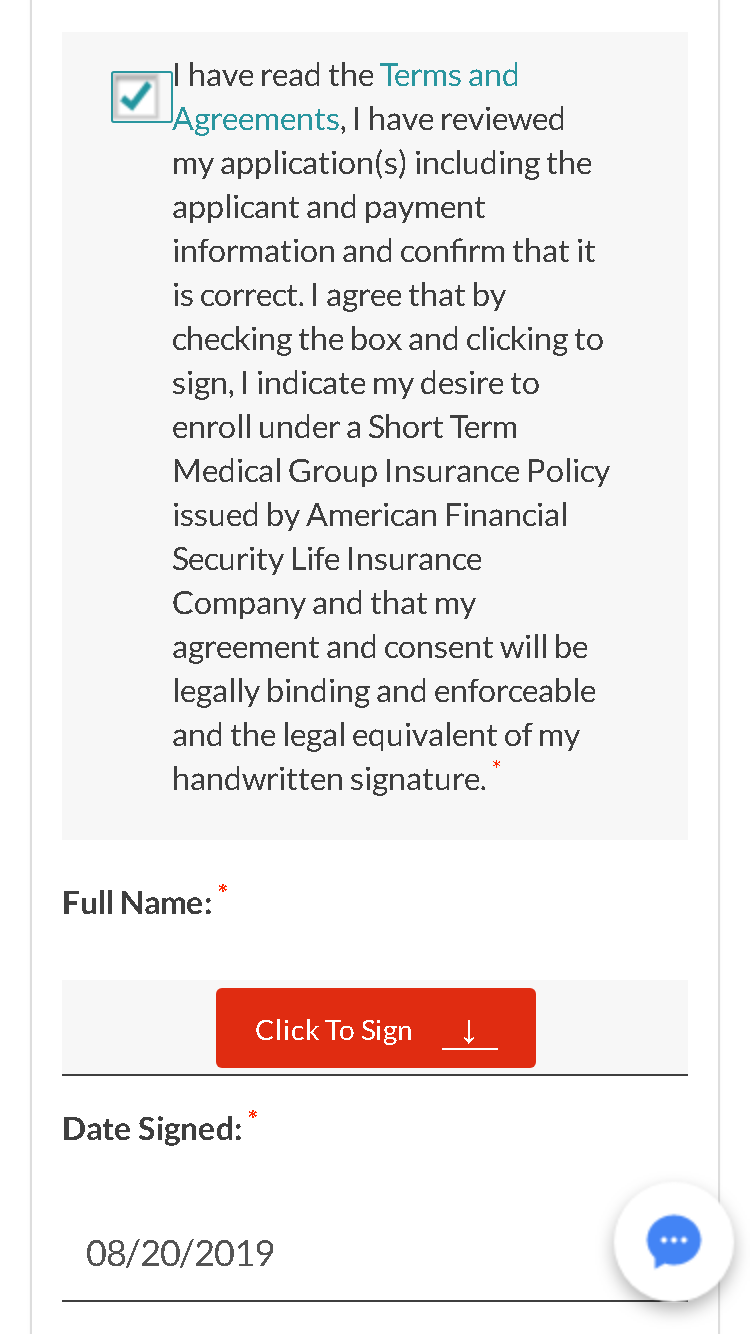 I have read the Terms and
Agreements, I have reviewed
my application(s) including the
applicant and payment
information and confirm that it
is correct. I agree that by
checking the box and clicking to
sign, I indicate my desire to
enroll under a Short Term
Medical Group Insurance Policy
issued by American Financial
Security Life Insurance
Company and that my
agreement and consent will be
legally binding and enforceable
and the legal equivalent of my
handwritten signature. *
Full Name: *
Click To Sign ↓
Date Signed: *
08/20/2019